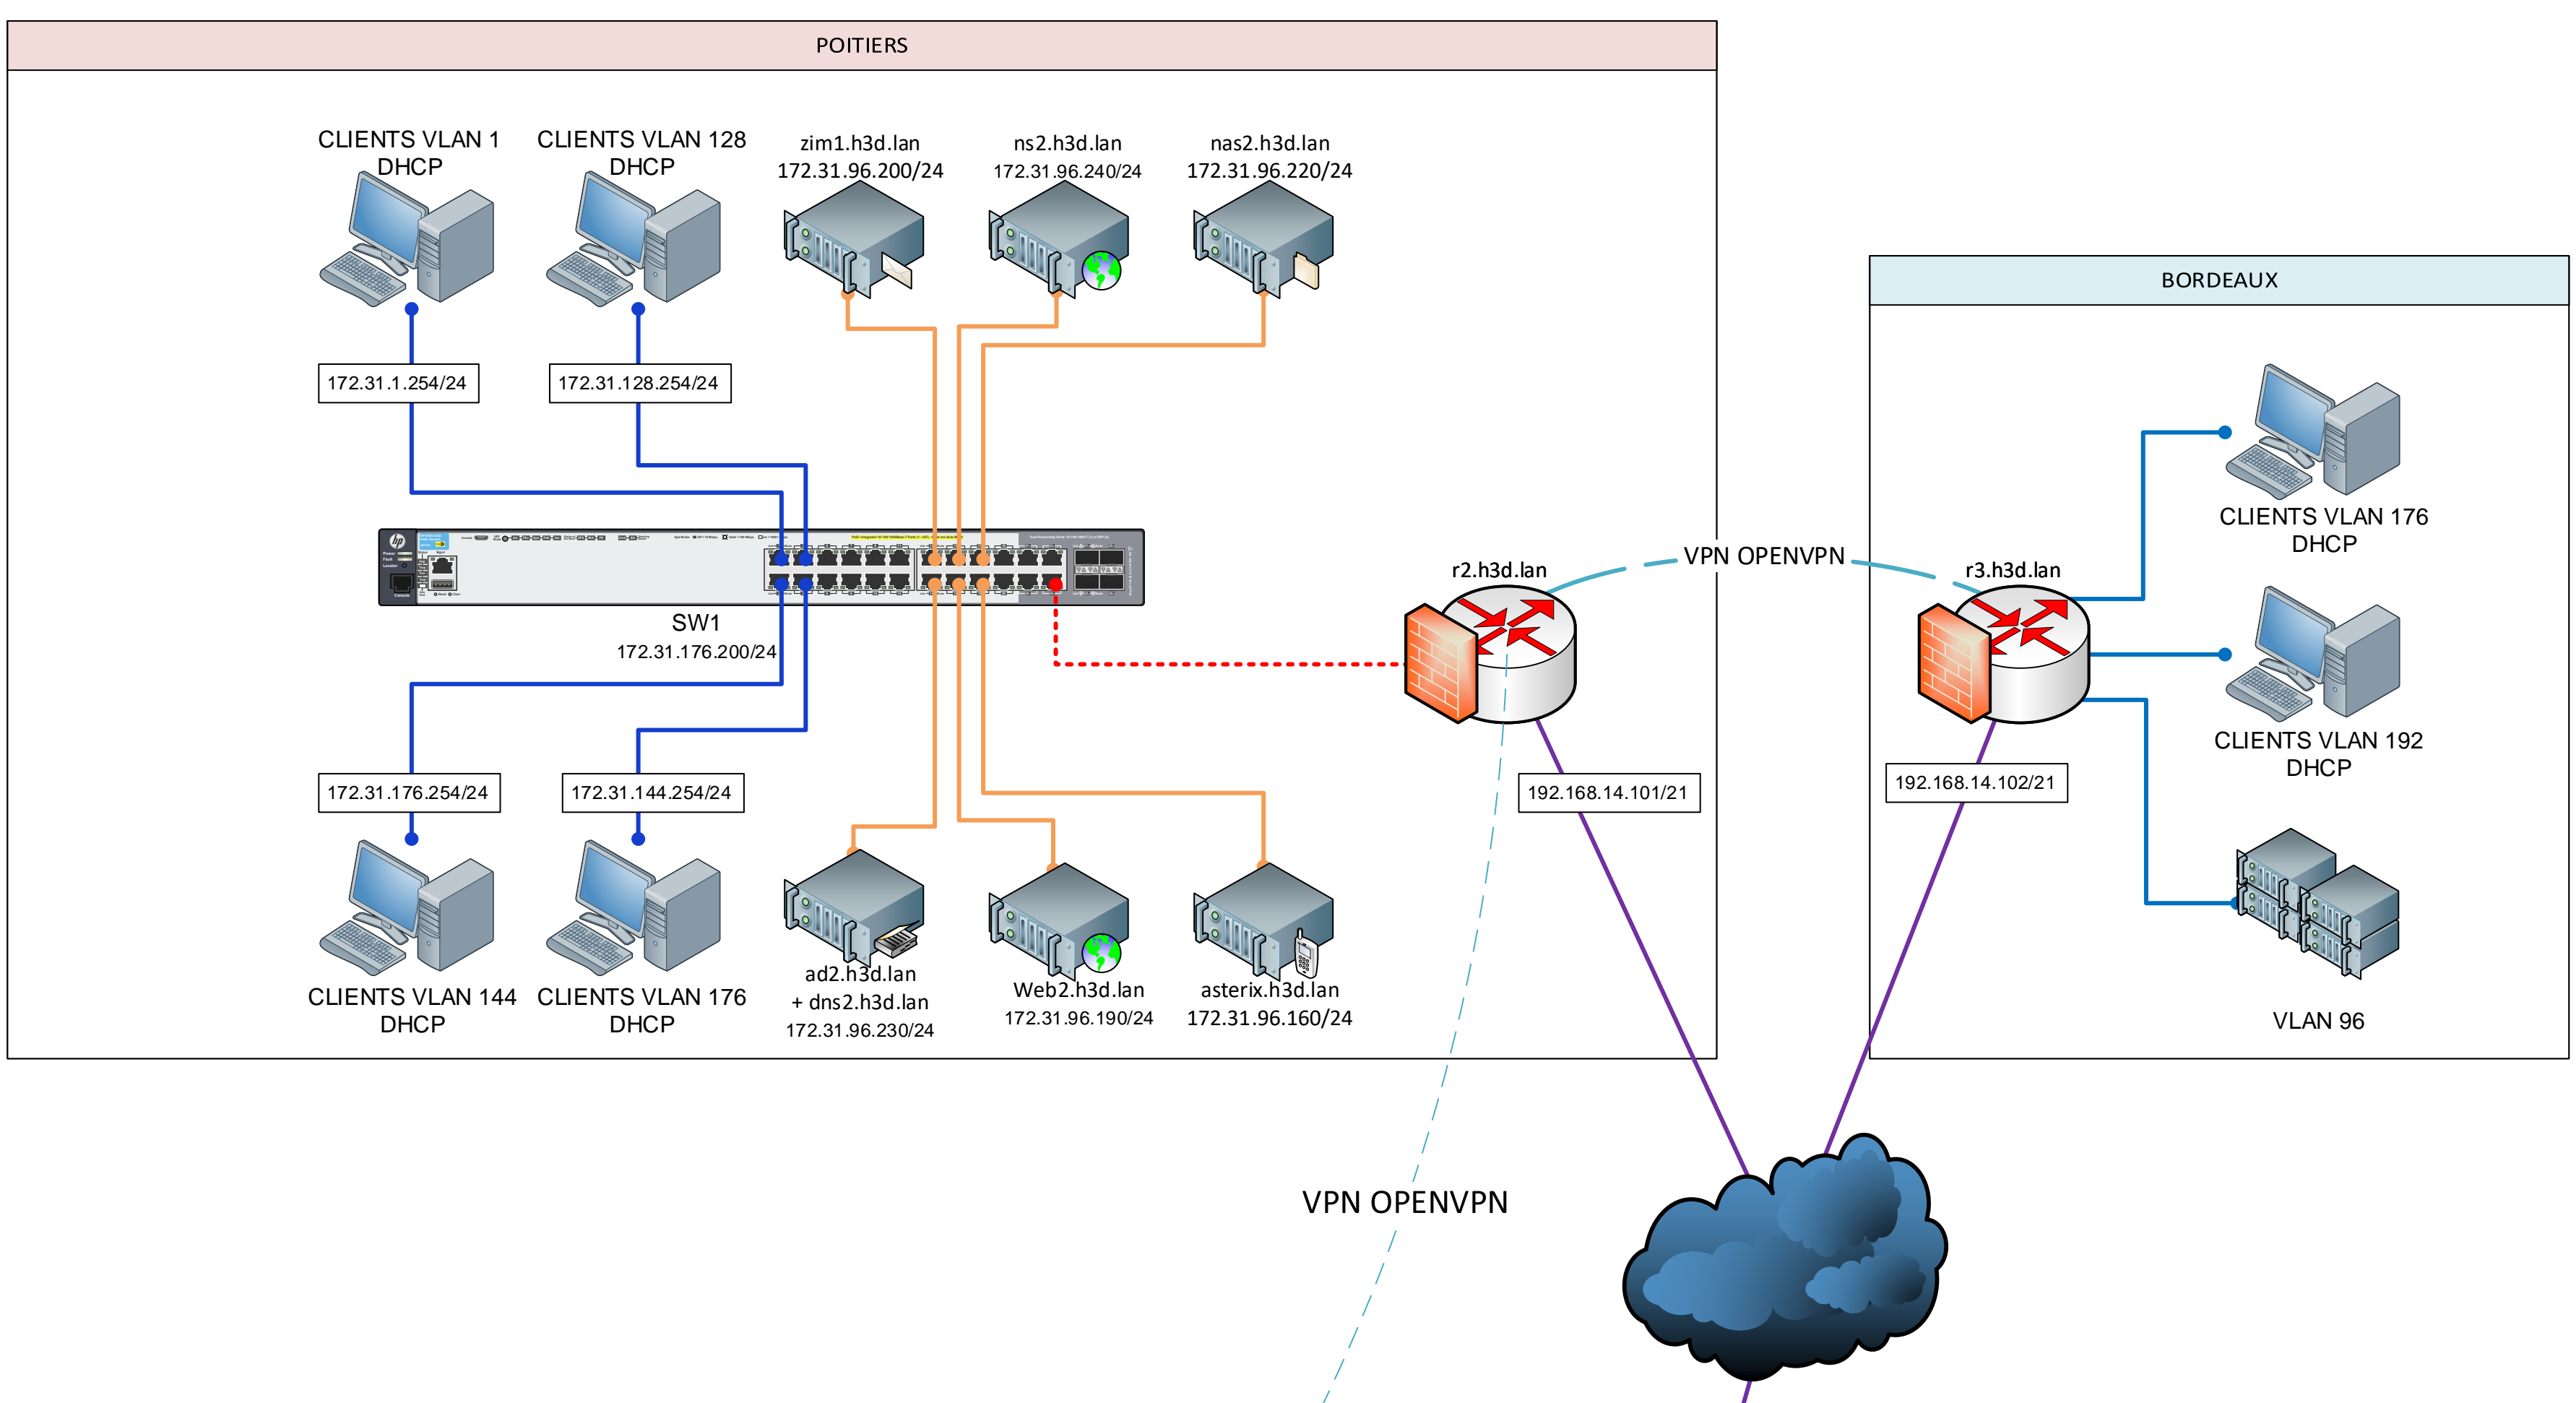 POITIERS
CLIENTS VLAN 1
DHCP
CLIENTS VLAN 128
DHCP
zim1.h3d.lan
172.31.96.200/24
ns2.h3d.lan
172.31.96.240/24
nas2.h3d.lan
172.31.96.220/24
172.31.1.254/24
172.31.128.254/24
hp
Power
Fault
Locator
Console
SW1
172.31.176.200/24
172.31.176.254/24
172.31.144.254/24
CLIENTS VLAN 144
DHCP
CLIENTS VLAN 176
DHCP
ad2.h3d.lan
+ dns2.h3d.lan
172.31.96.230/24
Web2.h3d.lan
172.31.96.190/24
asterix.h3d.lan
172.31.96.160/24
r2.h3d.lan
192.168.14.101/21
VPN OPENVPN
BORDEAUX
r3.h3d.lan
192.168.14.102/21
CLIENTS VLAN 176
DHCP
CLIENTS VLAN 192
DHCP
VLAN 96
VPN OPENVPN